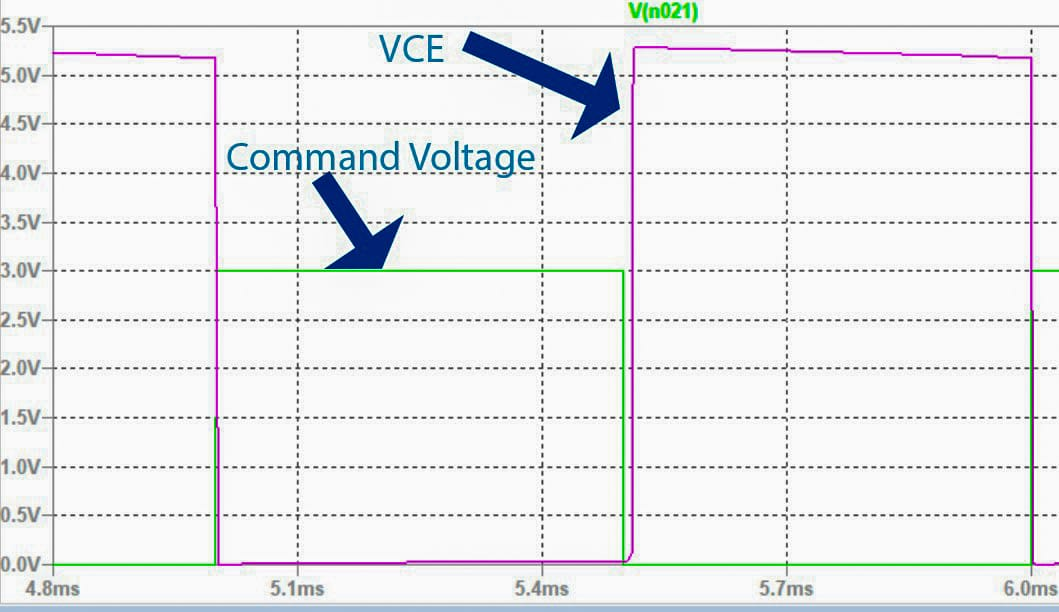 V(n021)
5.5V
VCE
5.0V
4.5V
Command Voltage
4.0V
3.5V
3.0V
2.5V
2.0V
1.5V
1.0V
0.5V
0.0V
4.8ms 5.1ms 5.4ms 5.7ms 6.0ms